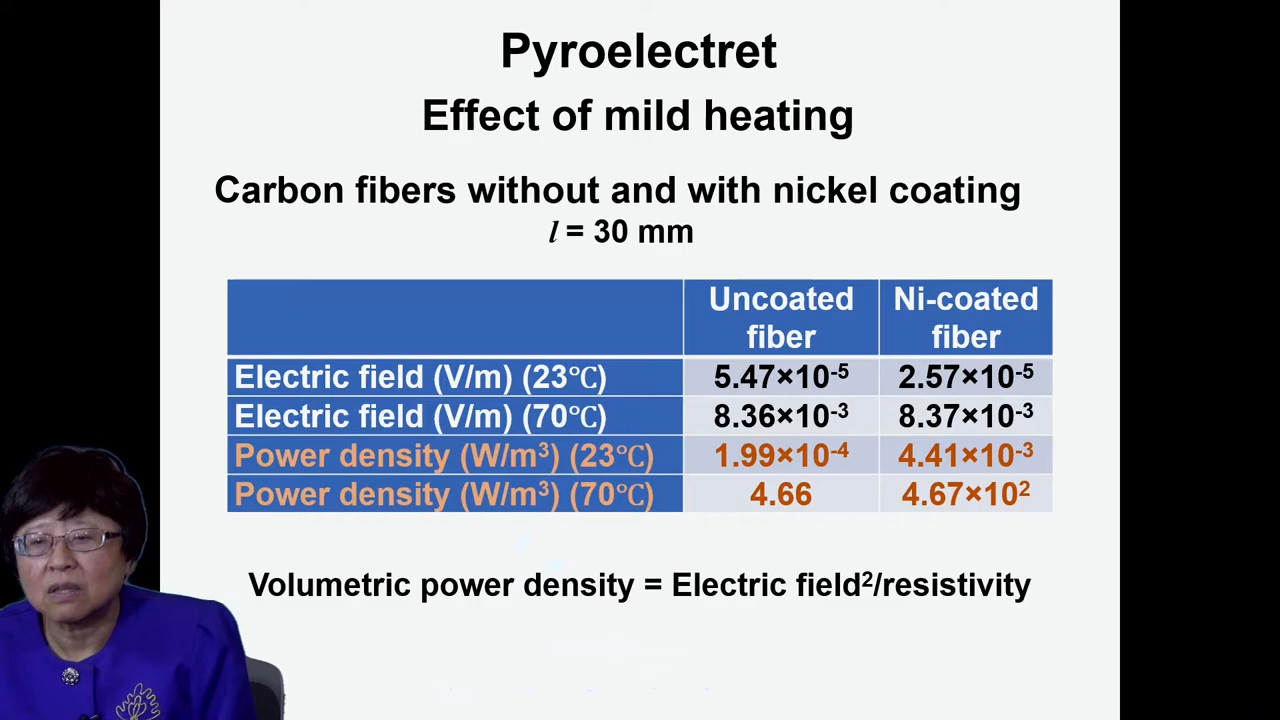 Pyroelectret
Effect of mild heating
Carbon fibers without and with nickel coating
l = 30 mm
Uncoated fiber
Ni-coated fiber
Electric field (V/m) (23℃) 5.47×10⁻⁵ 2.57×10⁻⁵
Electric field (V/m) (70℃) 8.36×10⁻³ 8.37×10⁻³
Power density (W/m³) (23℃) 1.99×10⁻⁴ 4.41×10⁻³
Power density (W/m³) (70℃) 4.66 4.67×10²
Volumetric power density = Electric field²/resistivity